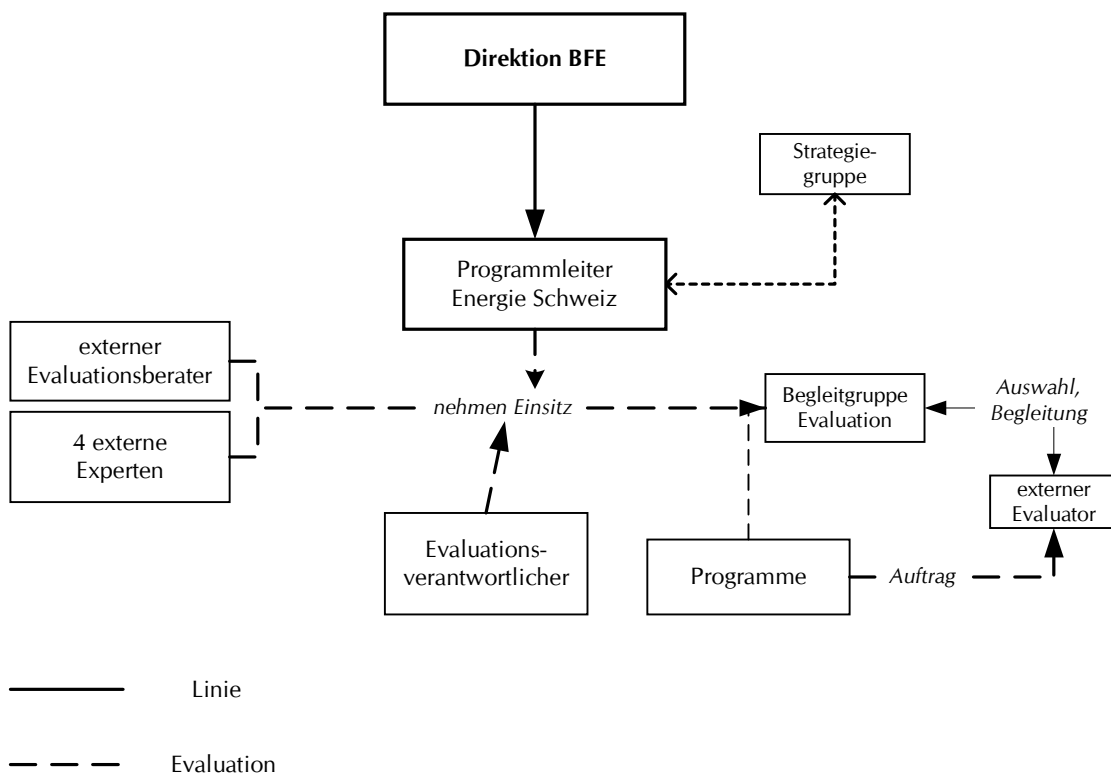 Direktion BFE
Strategie-
gruppe
Programmleiter
Energie Schweiz
externer
Evaluationsberater
4 externe
Experten
nehmen Einsitz
Begleitgruppe
Evaluation
Auswahl,
Begleitung
externer
Evaluator
Evaluations-
verantwortlicher
Programme
Auftrag
Linie
Evaluation